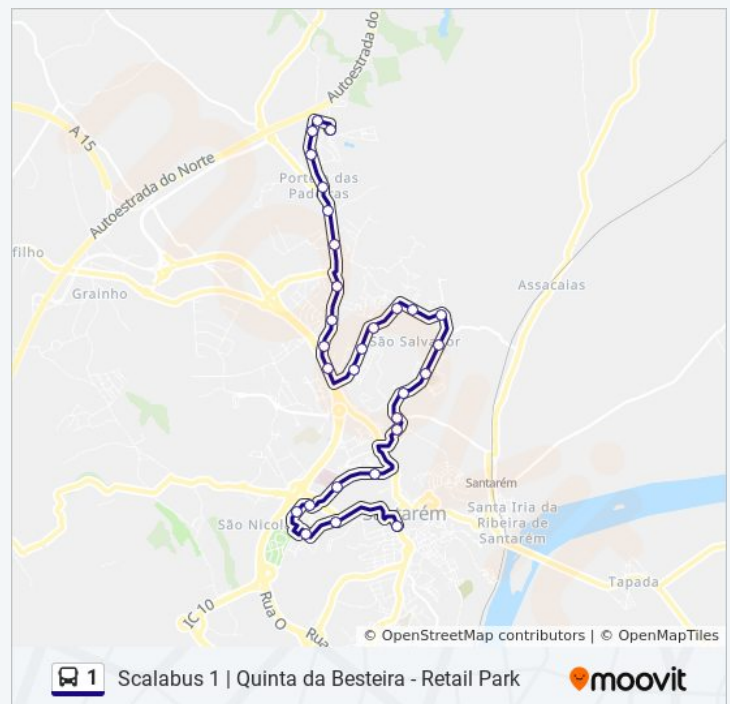 Autoestrada do
A 15
Portela das
Padeiras
Autoestrada do Norte
filho
Grainho
Assacaias
São Salvador
Santarém
Santa Iria da
Ribeira de
Santarém
São Nicol
Santarém
Tapada
IC 10
Rua O
Rua
© OpenStreetMap contributors | © OpenMapTiles
1 Scalabus 1 | Quinta da Besteira - Retail Park
moovit